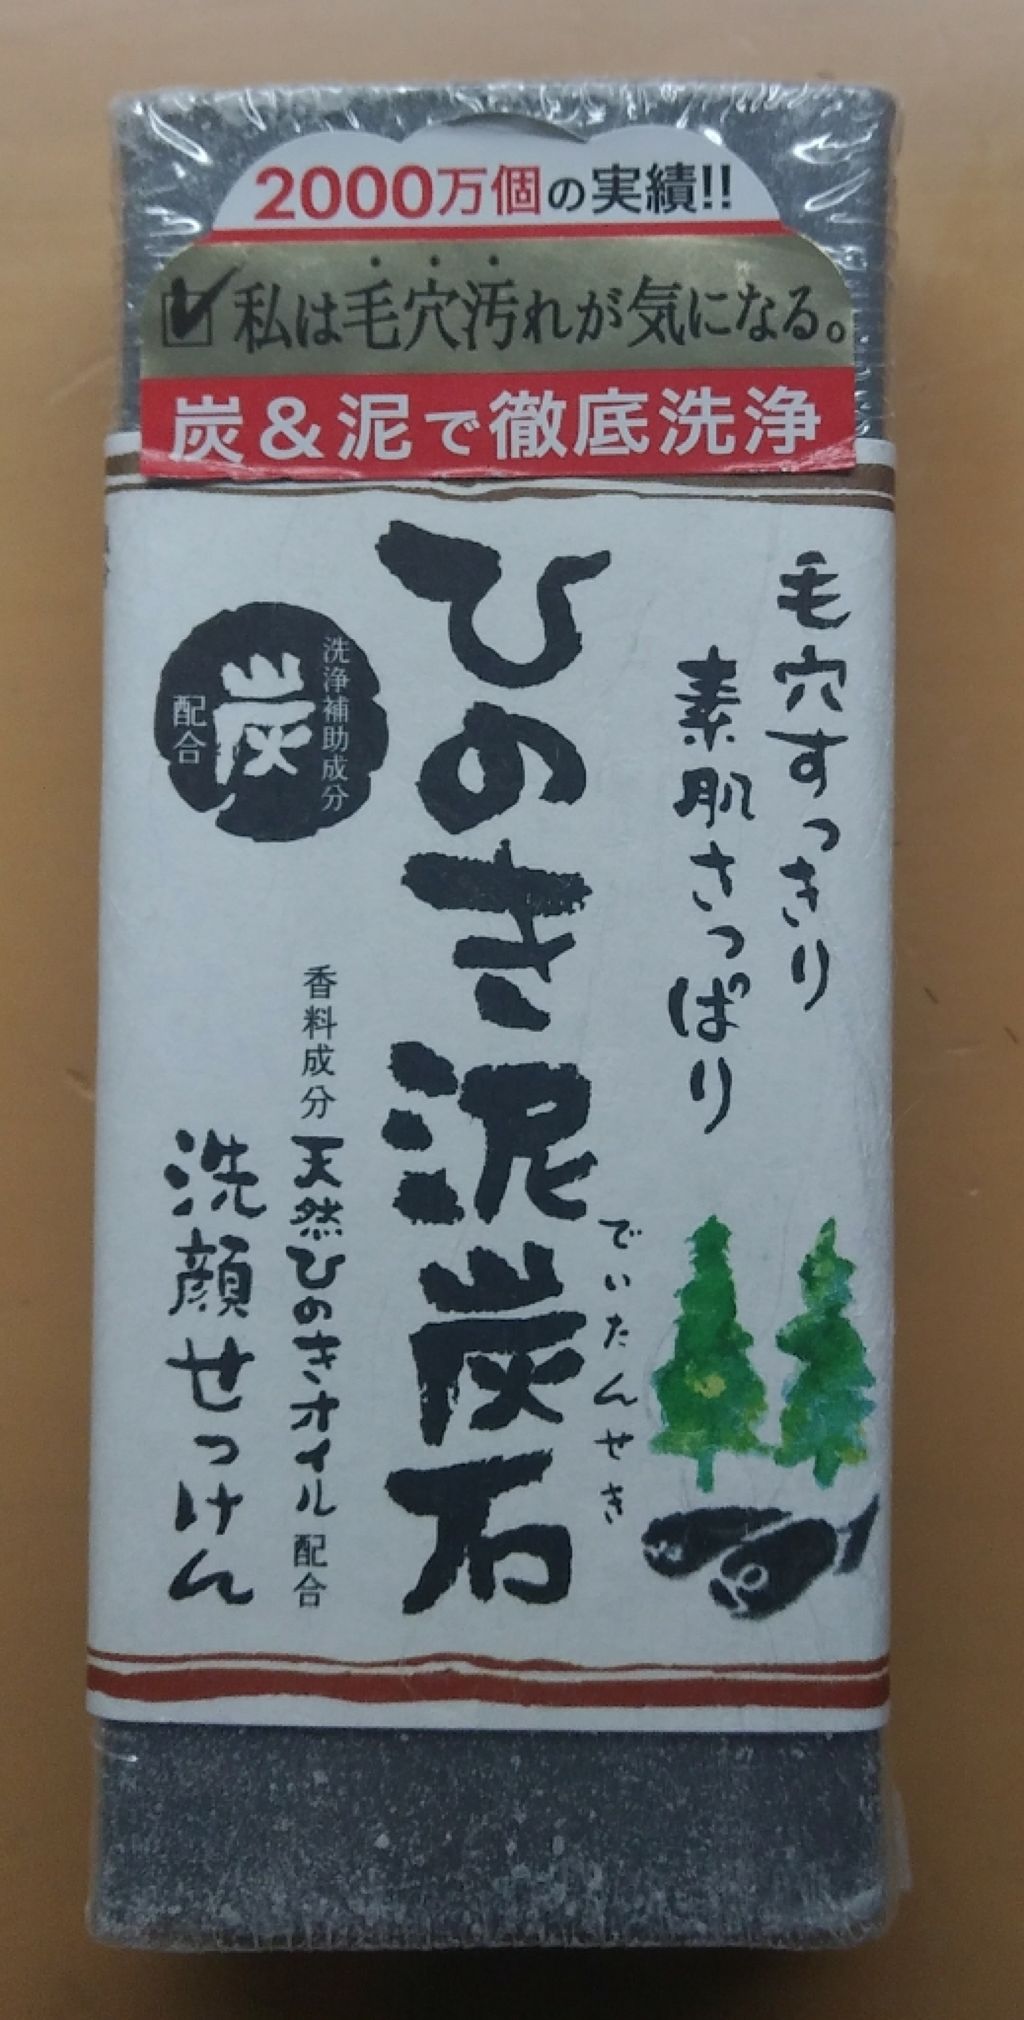 2000万個の実績!!
私は毛穴汚れが気になる。
炭&泥で徹底洗浄
毛穴すっきり
素肌さっぱり
ひのき泥炭石
でいたんせき
洗浄補助成分
炭
配合
香料成分 天然ひのきオイル 配合
洗顔せっけん